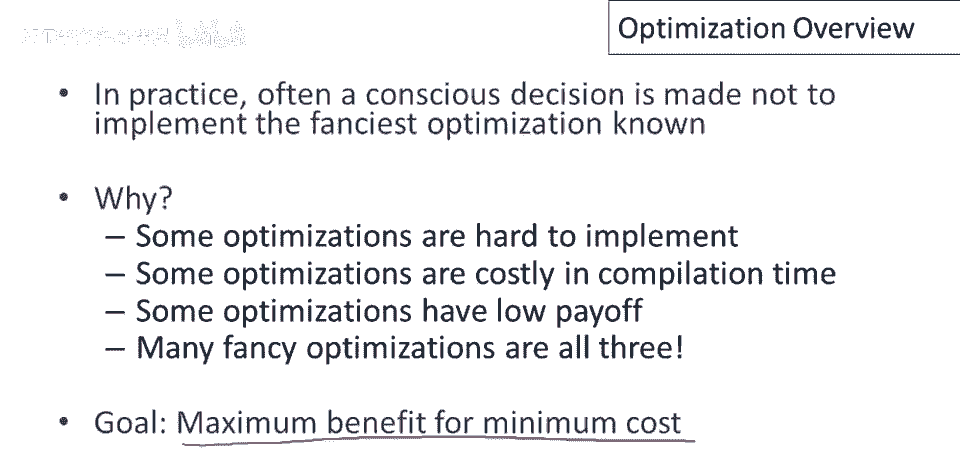 Optimization Overview
• In practice, often a conscious decision is made not to
implement the fanciest optimization known
• Why?
– Some optimizations are hard to implement
– Some optimizations are costly in compilation time
– Some optimizations have low payoff
– Many fancy optimizations are all three!
• Goal: Maximum benefit for minimum cost